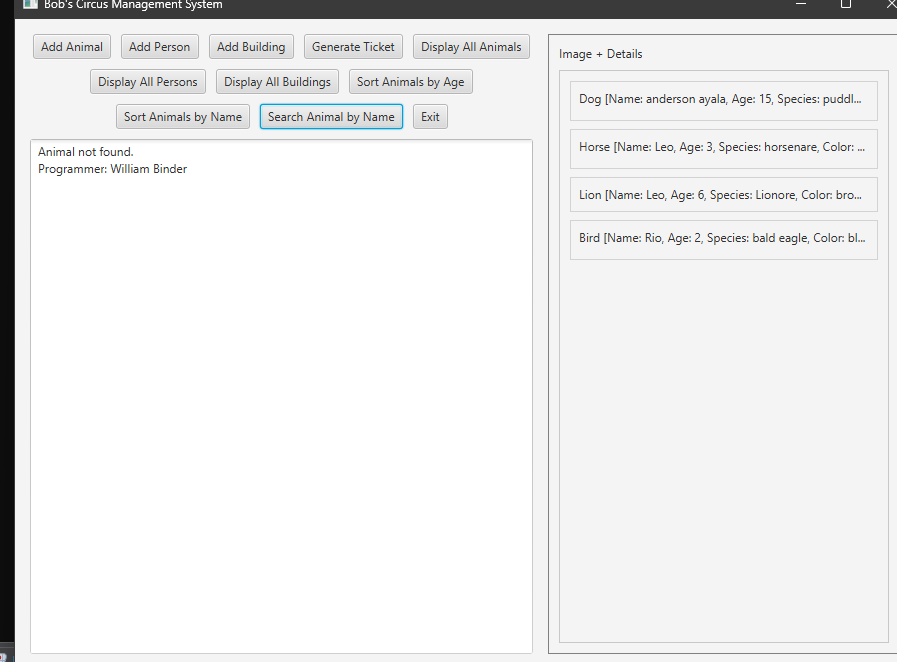 Bob's Circus Management System
Add Animal Add Person Add Building Generate Ticket Display All Animals
Display All Persons Display All Buildings Sort Animals by Age
Sort Animals by Name Search Animal by Name Exit
Animal not found.
Programmer: William Binder
Image + Details
Dog [Name: anderson ayala, Age: 15, Species: puddl...
Horse [Name: Leo, Age: 3, Species: horsenare, Color: ...
Lion [Name: Leo, Age: 6, Species: Lionore, Color: bro...
Bird [Name: Rio, Age: 2, Species: bald eagle, Color: bl...